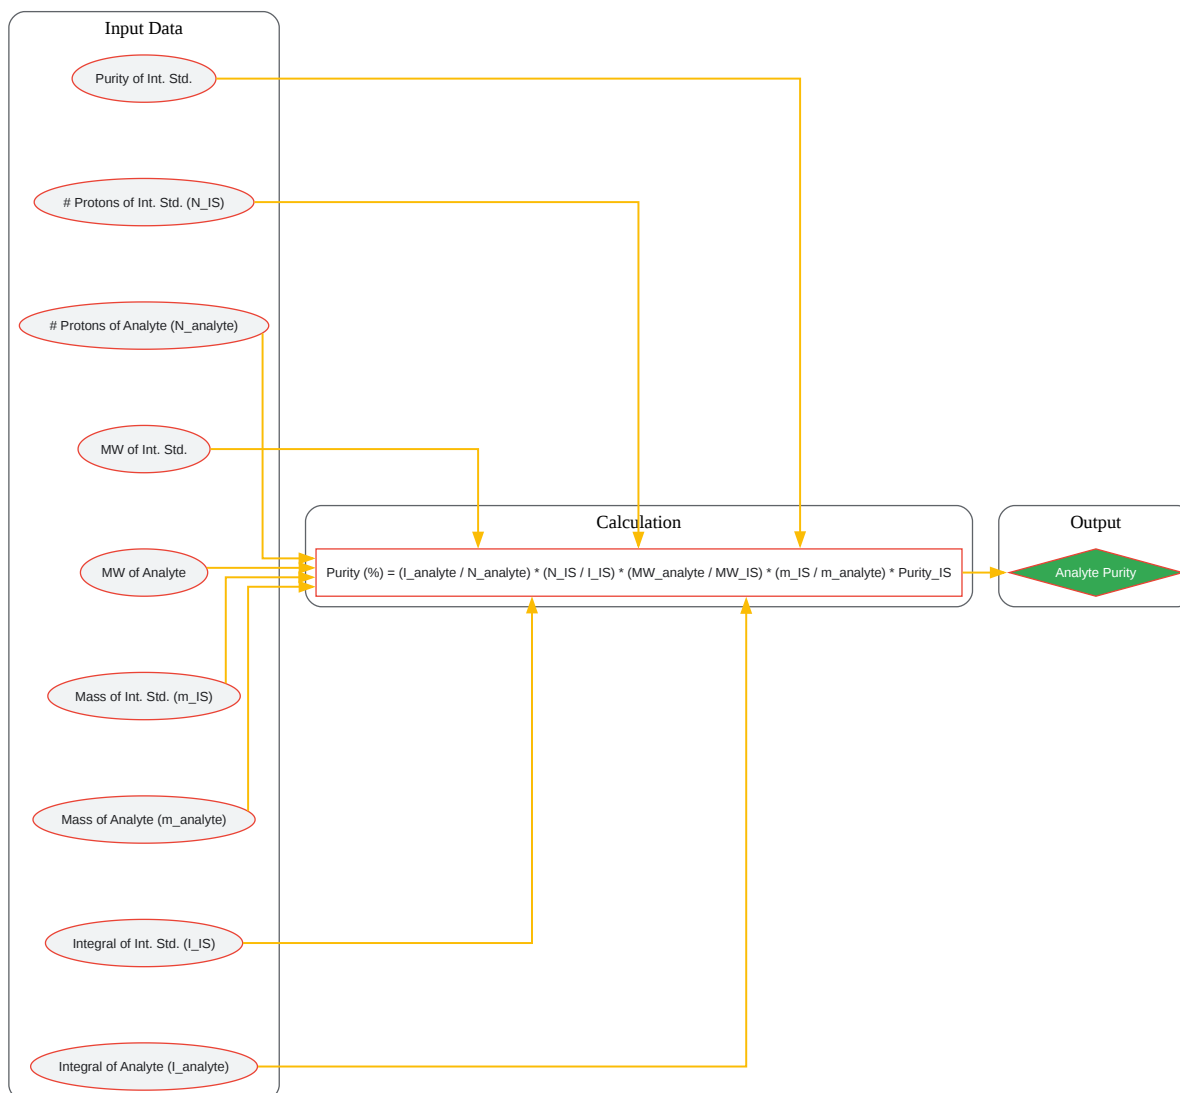 Input Data
Purity of Int. Std.
# Protons of Int. Std. (N_IS)
# Protons of Analyte (N_analyte)
MW of Int. Std.
MW of Analyte
Mass of Int. Std. (m_IS)
Mass of Analyte (m_analyte)
Integral of Int. Std. (I_IS)
Integral of Analyte (I_analyte)
Calculation
Purity (%) = (I_analyte / N_analyte) * (N_IS / I_IS) * (MW_analyte / MW_IS) * (m_IS / m_analyte) * Purity_IS
Output
Analyte Purity